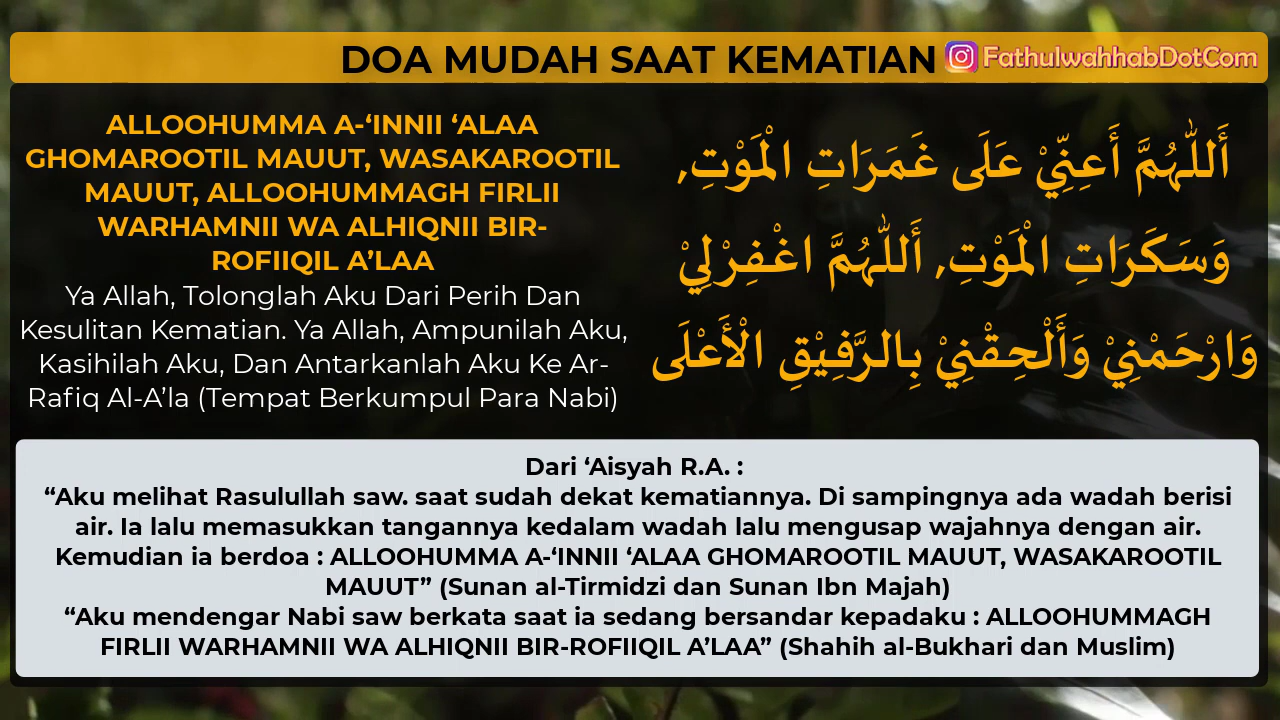 DOA MUDAH SAAT KEMATIAN
FathulwahhabDotCom
ALLOOHUMMA A-‘INNII ‘ALAA
GHOMAROOTIL MAUUT, WASAKAROOTIL
MAUUT, ALLOOHUMMAGH FIRLII
WARHAMNII WA ALHIQNII BIR-
ROFIIQIL A’LAA
Ya Allah, Tolonglah Aku Dari Perih Dan
Kesulitan Kematian. Ya Allah, Ampunilah Aku,
Kasihilah Aku, Dan Antarkanlah Aku Ke Ar-
Rafiq Al-A’la (Tempat Berkumpul Para Nabi)
أَللّٰهُمَّ أَعِنِّيْ عَلَى غَمَرَاتِ الْمَوْتِ,
وَسَكَرَاتِ الْمَوْتِ, أَللّٰهُمَّ اغْفِرْلِيْ
وَارْحَمْنِيْ وَأَلْحِقْنِيْ بِالرَّفِيْقِ الْأَعْلَى
Dari ‘Aisyah R.A. :
“Aku melihat Rasulullah saw. saat sudah dekat kematiannya. Di sampingnya ada wadah berisi
air. Ia lalu memasukkan tangannya kedalam wadah lalu mengusap wajahnya dengan air.
Kemudian ia berdoa : ALLOOHUMMA A-‘INNII ‘ALAA GHOMAROOTIL MAUUT, WASAKAROOTIL
MAUUT” (Sunan al-Tirmidzi dan Sunan Ibn Majah)
“Aku mendengar Nabi saw berkata saat ia sedang bersandar kepadaku : ALLOOHUMMAGH
FIRLII WARHAMNII WA ALHIQNII BIR-ROFIIQIL A’LAA” (Shahih al-Bukhari dan Muslim)